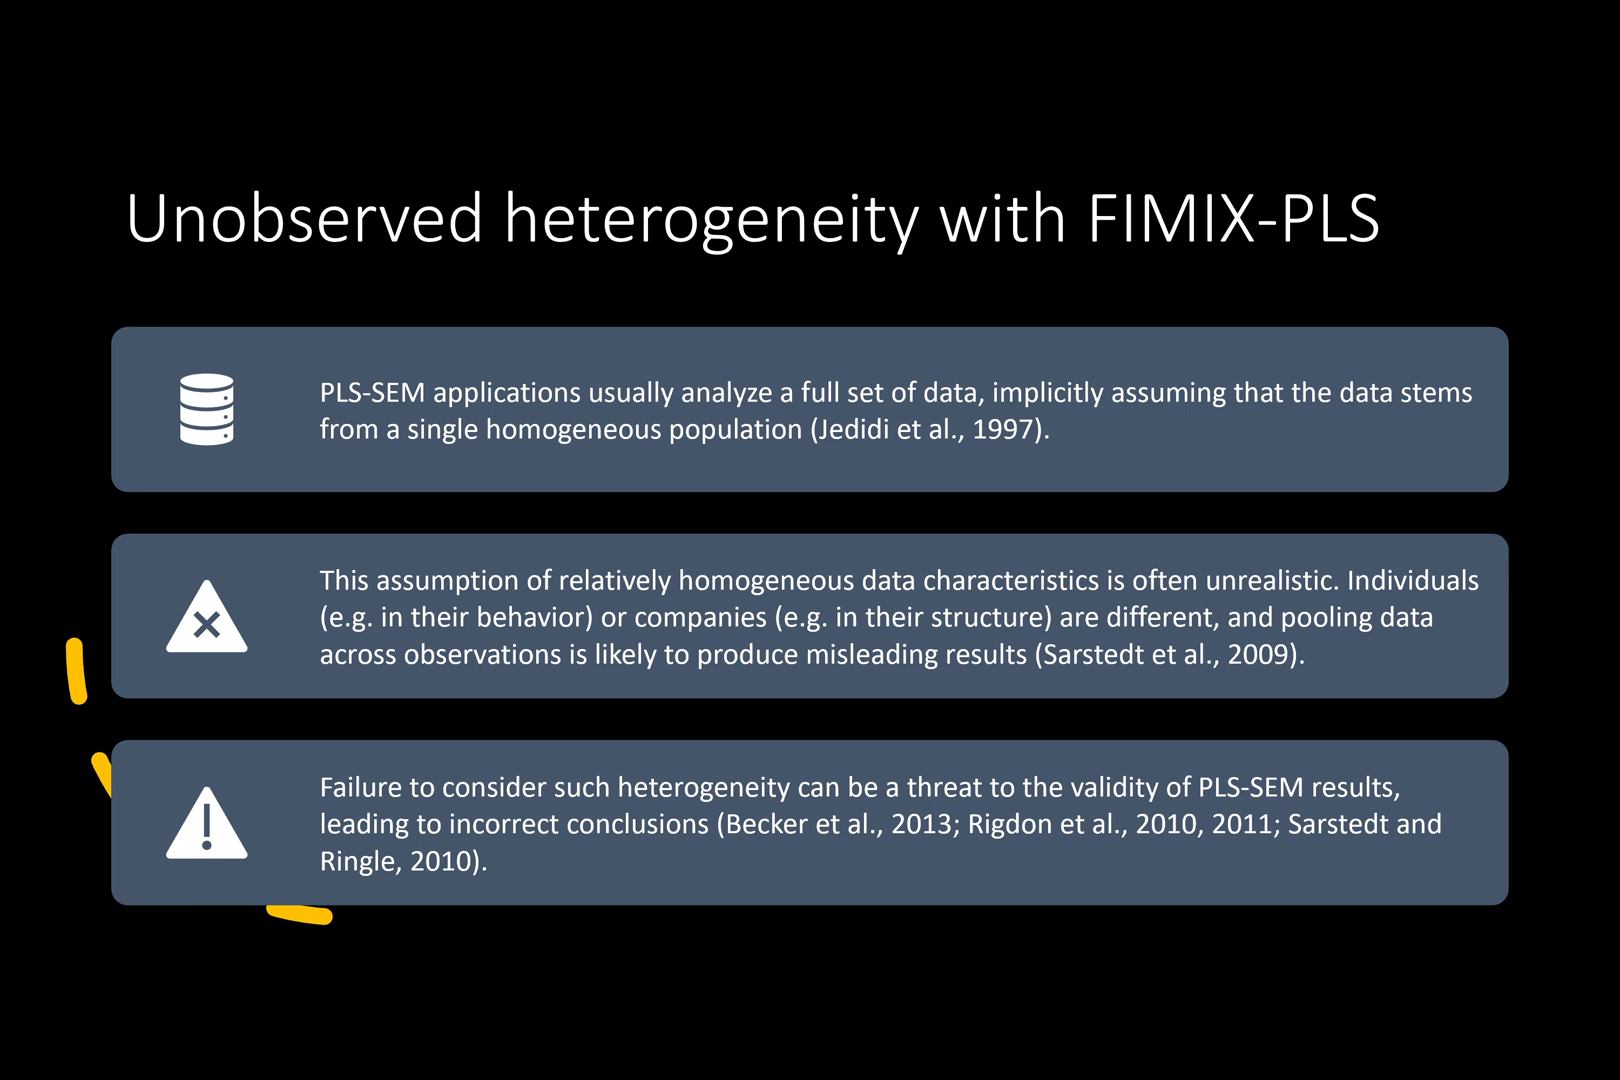 Unobserved heterogeneity with FIMIX-PLS
PLS-SEM applications usually analyze a full set of data, implicitly assuming that the data stems
from a single homogeneous population (Jedidi et al., 1997).
This assumption of relatively homogeneous data characteristics is often unrealistic. Individuals
(e.g. in their behavior) or companies (e.g. in their structure) are different, and pooling data
across observations is likely to produce misleading results (Sarstedt et al., 2009).
Failure to consider such heterogeneity can be a threat to the validity of PLS-SEM results,
leading to incorrect conclusions (Becker et al., 2013; Rigdon et al., 2010, 2011; Sarstedt and
Ringle, 2010).